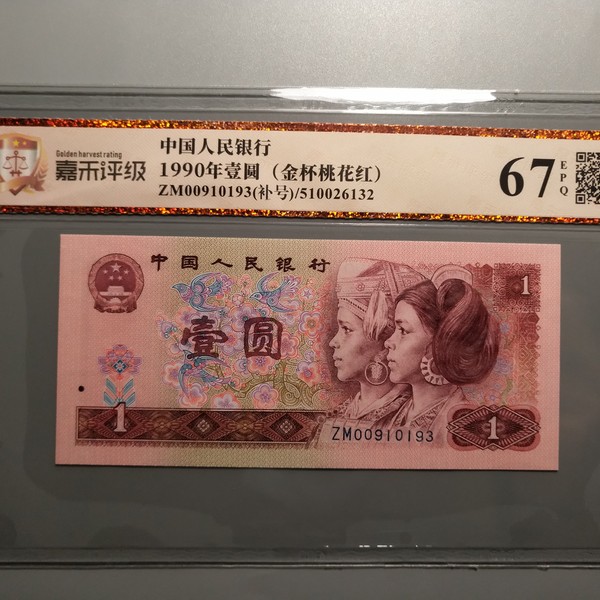 Golden harvest rating
嘉禾评级
中国人民银行
1990年壹圆（金杯桃花红）
ZM00910193(补号)/510026132
67 EPQ
中国人民银行
1
壹圆
1
ZM00910193
1